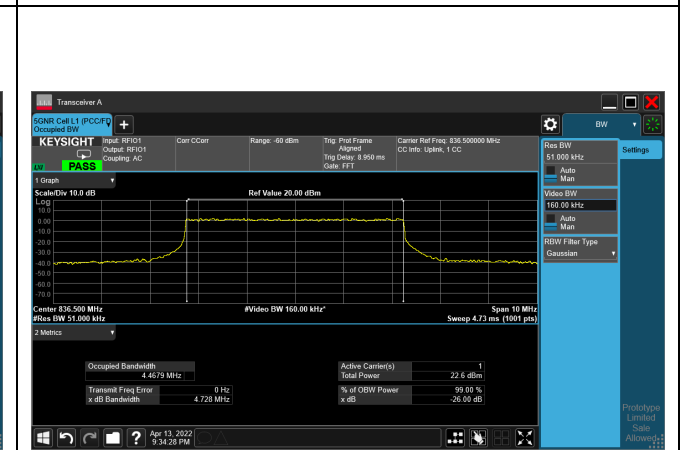 Transceiver A
5GNR Cell L1 (PCC/FD
Occupied BW
BW
KEYSIGHT
PASS
Input: RFIO1
Output: RFIO1
Coupling: AC
Corr CCorr
Range: -60 dBm
Trig: Prot Frame
Aligned
Trig Delay: 8.950 ms
Gate: FFT
Carrier Ref Freq: 836.500000 MHz
CC Info: Uplink, 1 CC
Res BW
51.000 kHz
Auto
Man
Video BW
160.00 kHz
Auto
Man
RBW Filter Type
Gaussian
Settings
1 Graph
Scale/Div 10.0 dB
Ref Value 20.00 dBm
Log
10.0
0.00
-10.0
-20.0
-30.0
-40.0
-50.0
-60.0
-70.0
Center 836.500 MHz
#Video BW 160.00 kHz*
Span 10 MHz
#Res BW 51.000 kHz
Sweep 4.73 ms (1001 pts)
2 Metrics
Occupied Bandwidth
4.4679 MHz
Active Carrier(s) 1
Total Power 22.6 dBm
Transmit Freq Error 0 Hz
x dB Bandwidth 4.728 MHz
% of OBW Power 99.00 %
x dB -26.00 dB
Prototype
Limited
Sale
Allowed
Apr 13, 2022
9:34:28 PM